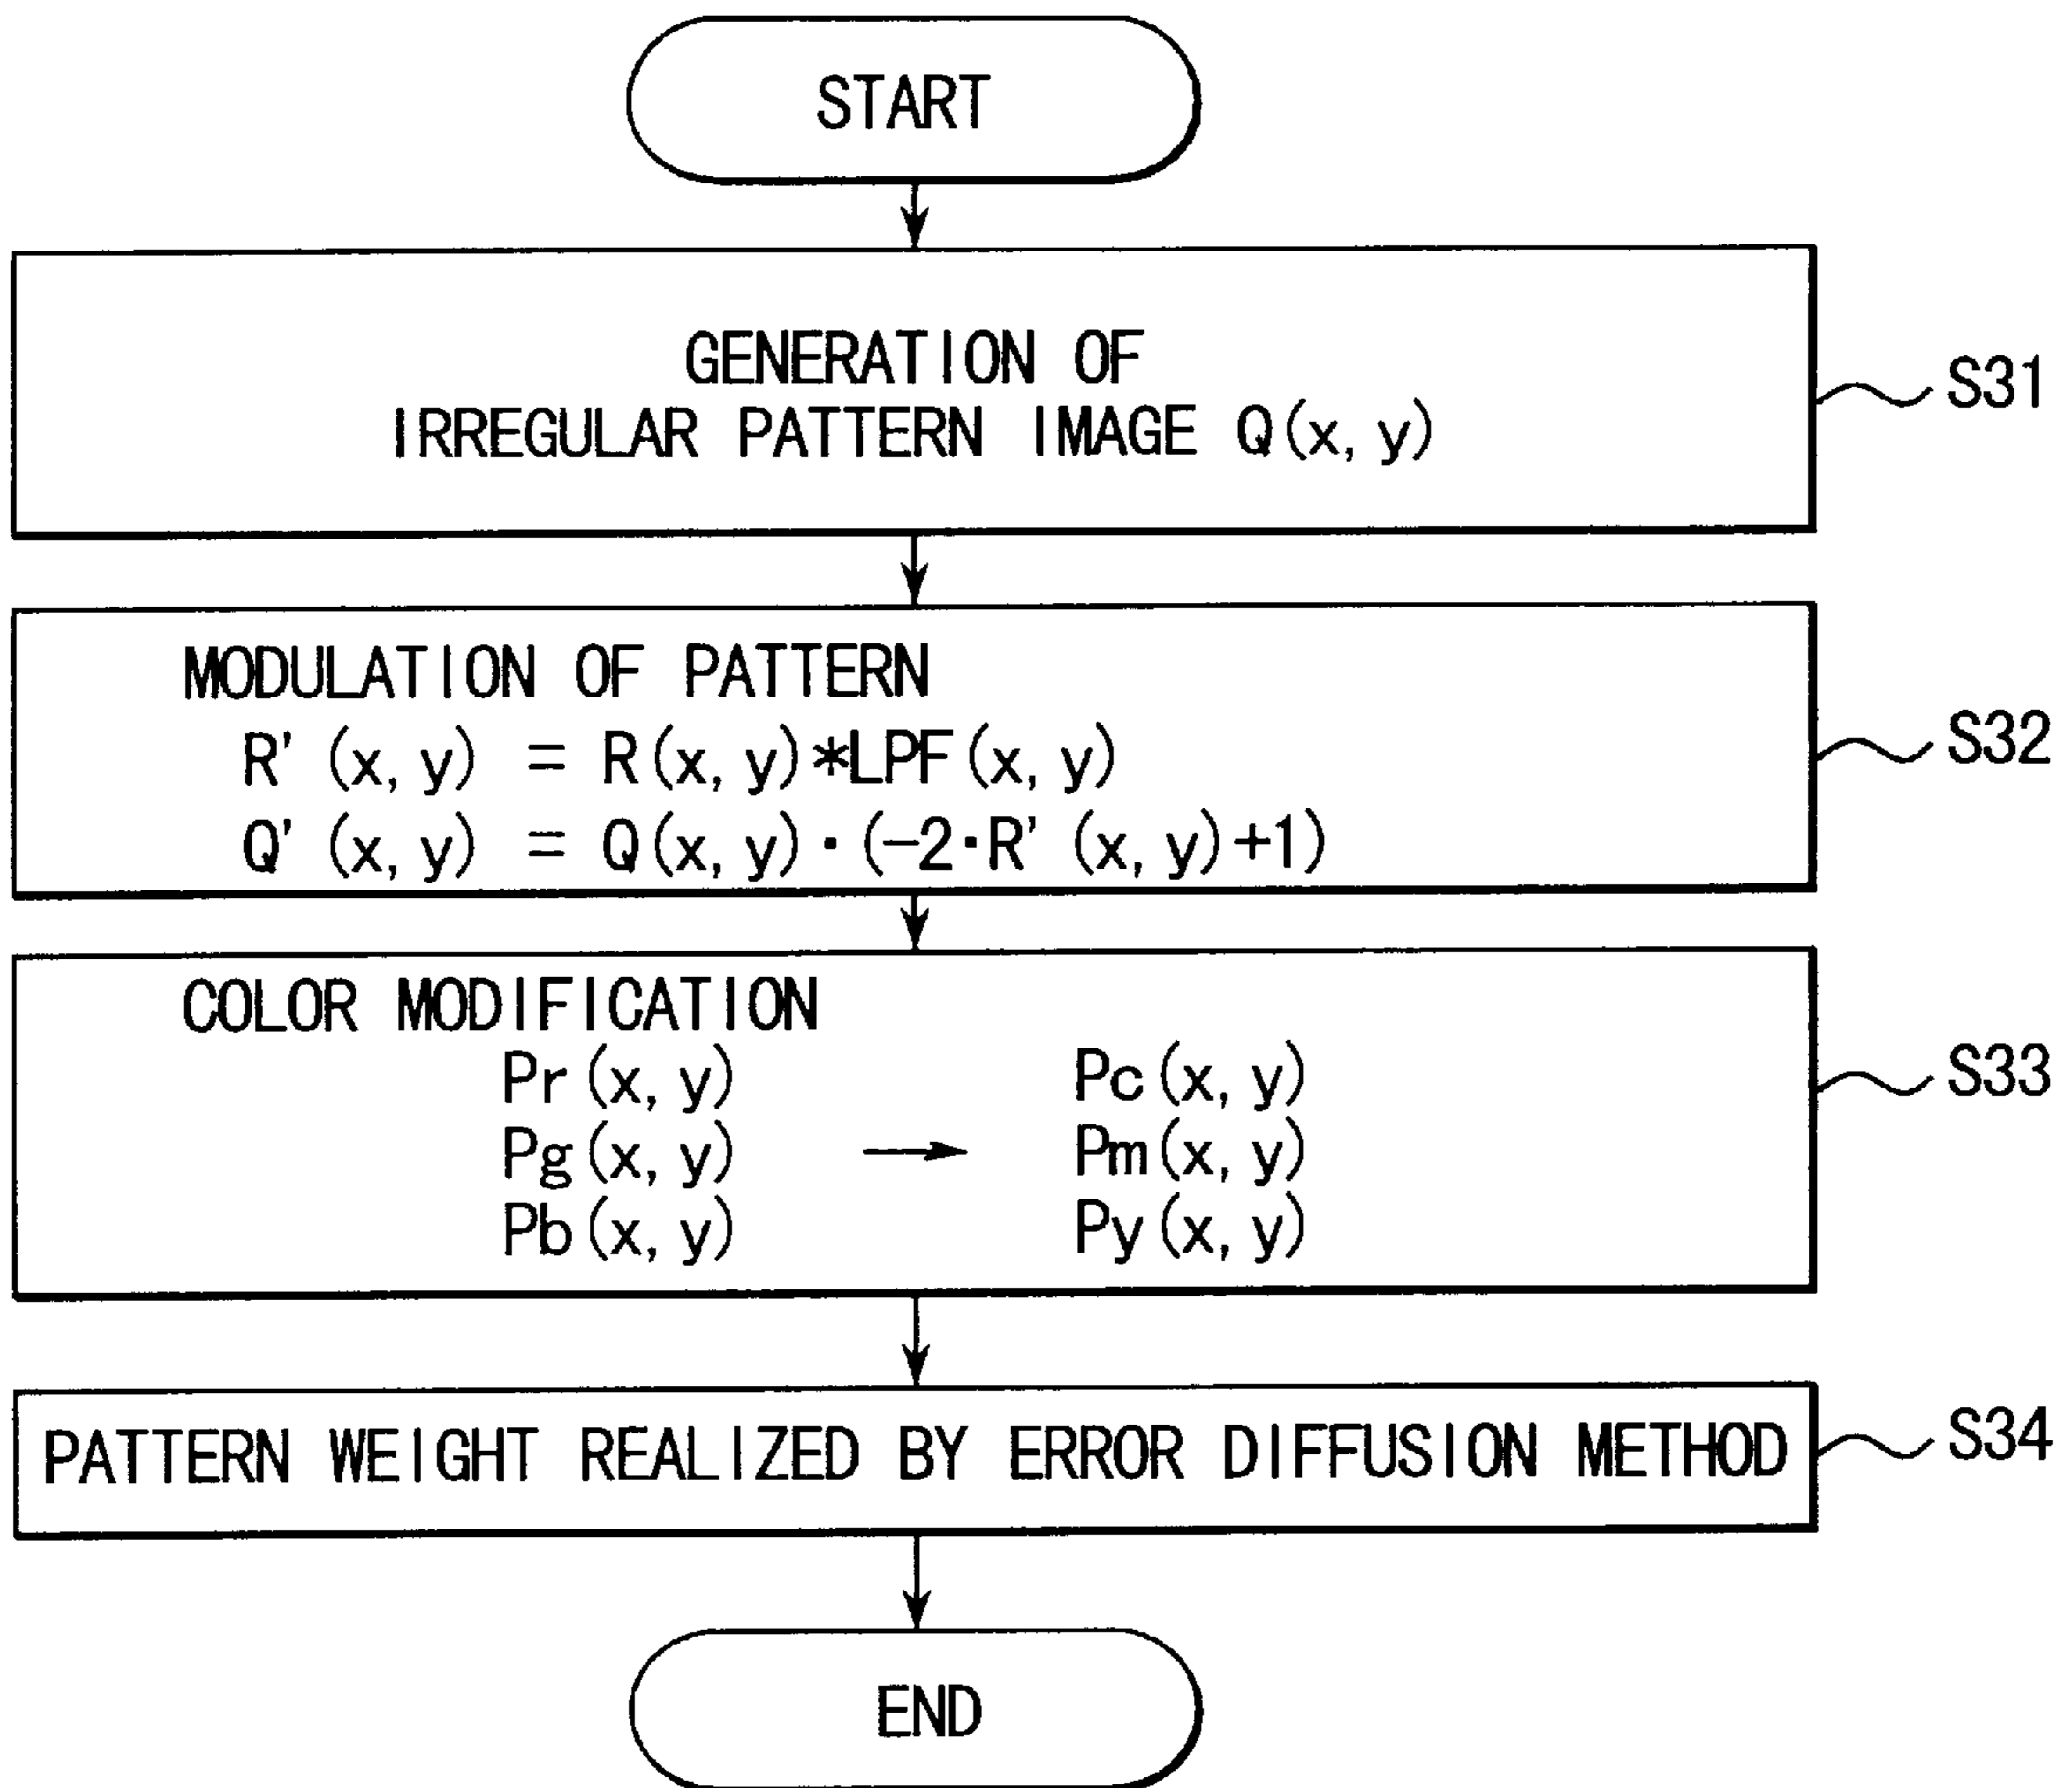 START
GENERATION OF
IRREGULAR PATTERN IMAGE Q(x, y)
S31
MODULATION OF PATTERN
R' (x, y) = R(x, y)*LPF(x, y)
Q' (x, y) = Q(x, y)·(-2·R' (x, y)+1)
S32
COLOR MODIFICATION
Pr(x, y) Pc(x, y)
Pg(x, y) → Pm(x, y)
Pb(x, y) Py(x, y)
S33
PATTERN WEIGHT REALIZED BY ERROR DIFFUSION METHOD
S34
END